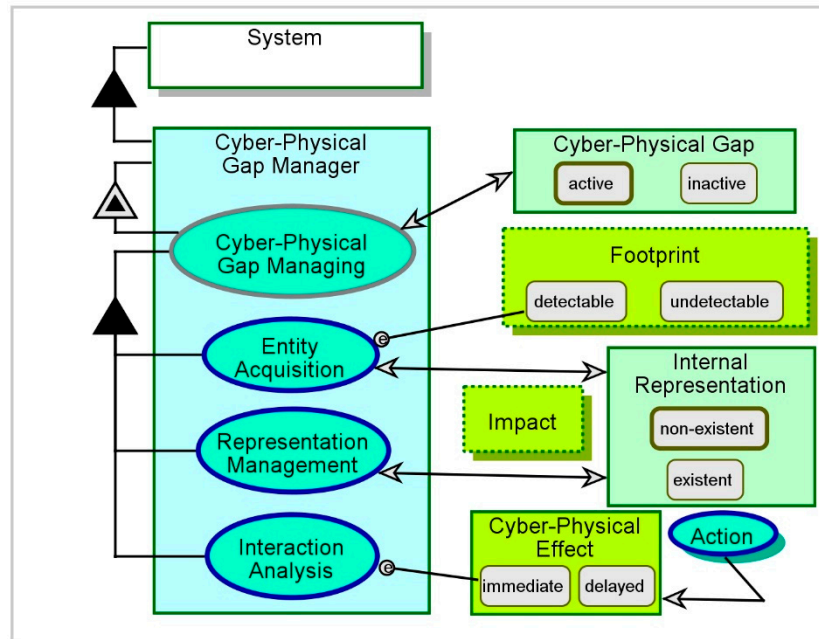 System
Cyber-Physical
Gap Manager
Cyber-Physical Gap
active
inactive
Cyber-Physical
Gap Managing
Footprint
detectable
undetectable
e
Entity
Acquisition
Internal
Representation
non-existent
existent
Impact
Representation
Management
Cyber-Physical
Effect
immediate
delayed
Action
Interaction
Analysis
e